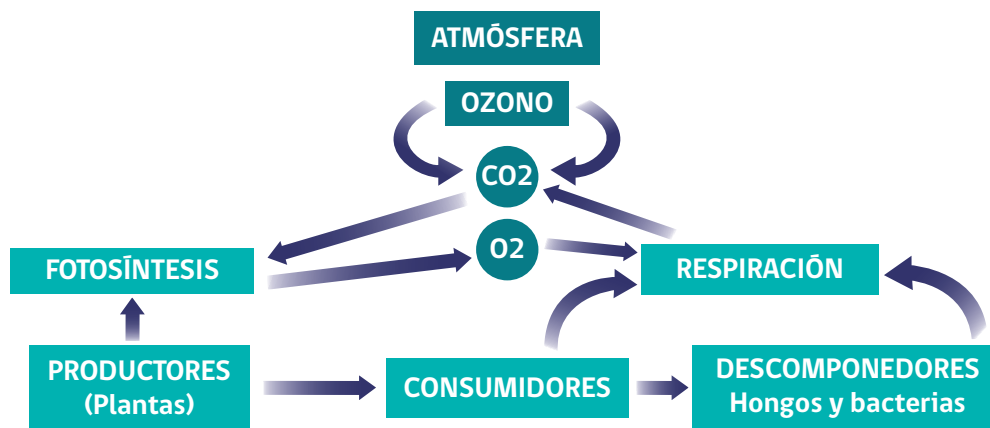 ATMÓSFERA
OZONO
CO2
O2
FOTOSÍNTESIS
RESPIRACIÓN
PRODUCTORES
(Plantas)
CONSUMIDORES
DESCOMPONEDORES
Hongos y bacterias